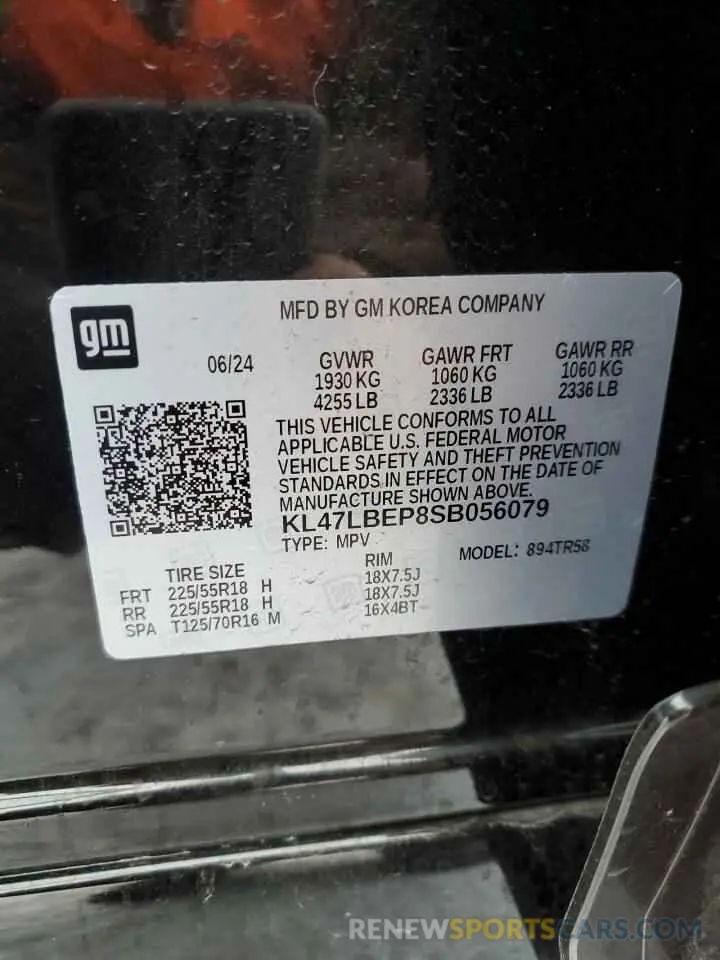 MFD BY GM KOREA COMPANY
gm
06/24
GVWR GAWR FRT GAWR RR
1930 KG 1060 KG 1060 KG
4255 LB 2336 LB 2336 LB
THIS VEHICLE CONFORMS TO ALL
APPLICABLE U.S. FEDERAL MOTOR
VEHICLE SAFETY AND THEFT PREVENTION
STANDARDS IN EFFECT ON THE DATE OF
MANUFACTURE SHOWN ABOVE.
KL47LBEP8SB056079
TYPE: MPV MODEL: 894TR58
TIRE SIZE RIM
FRT 225/55R18 H 18X7.5J
RR 225/55R18 H 18X7.5J
SPA T125/70R16 M 16X4BT
RENEWSPORTSCARS.COM